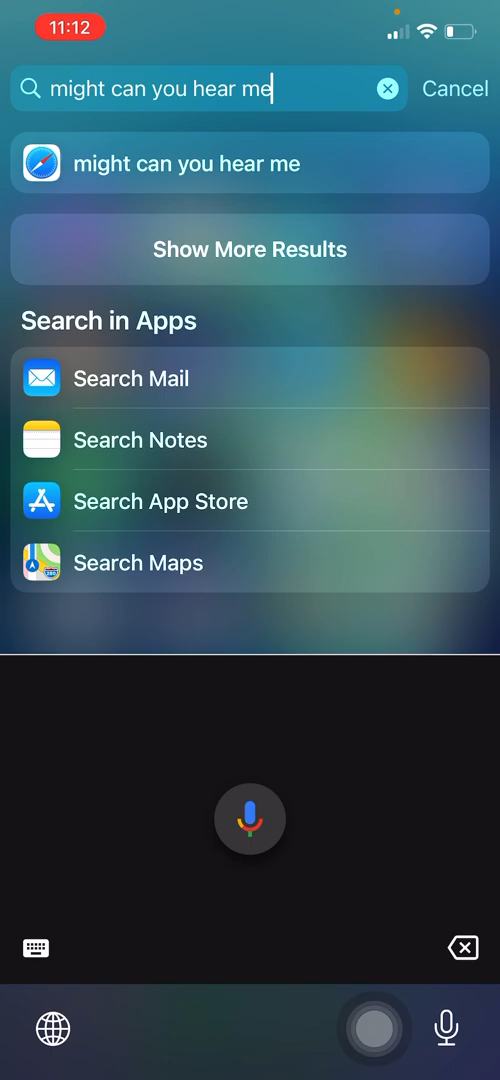 11:12
might can you hear me
Cancel
might can you hear me
Show More Results
Search in Apps
Search Mail
Search Notes
Search App Store
Search Maps